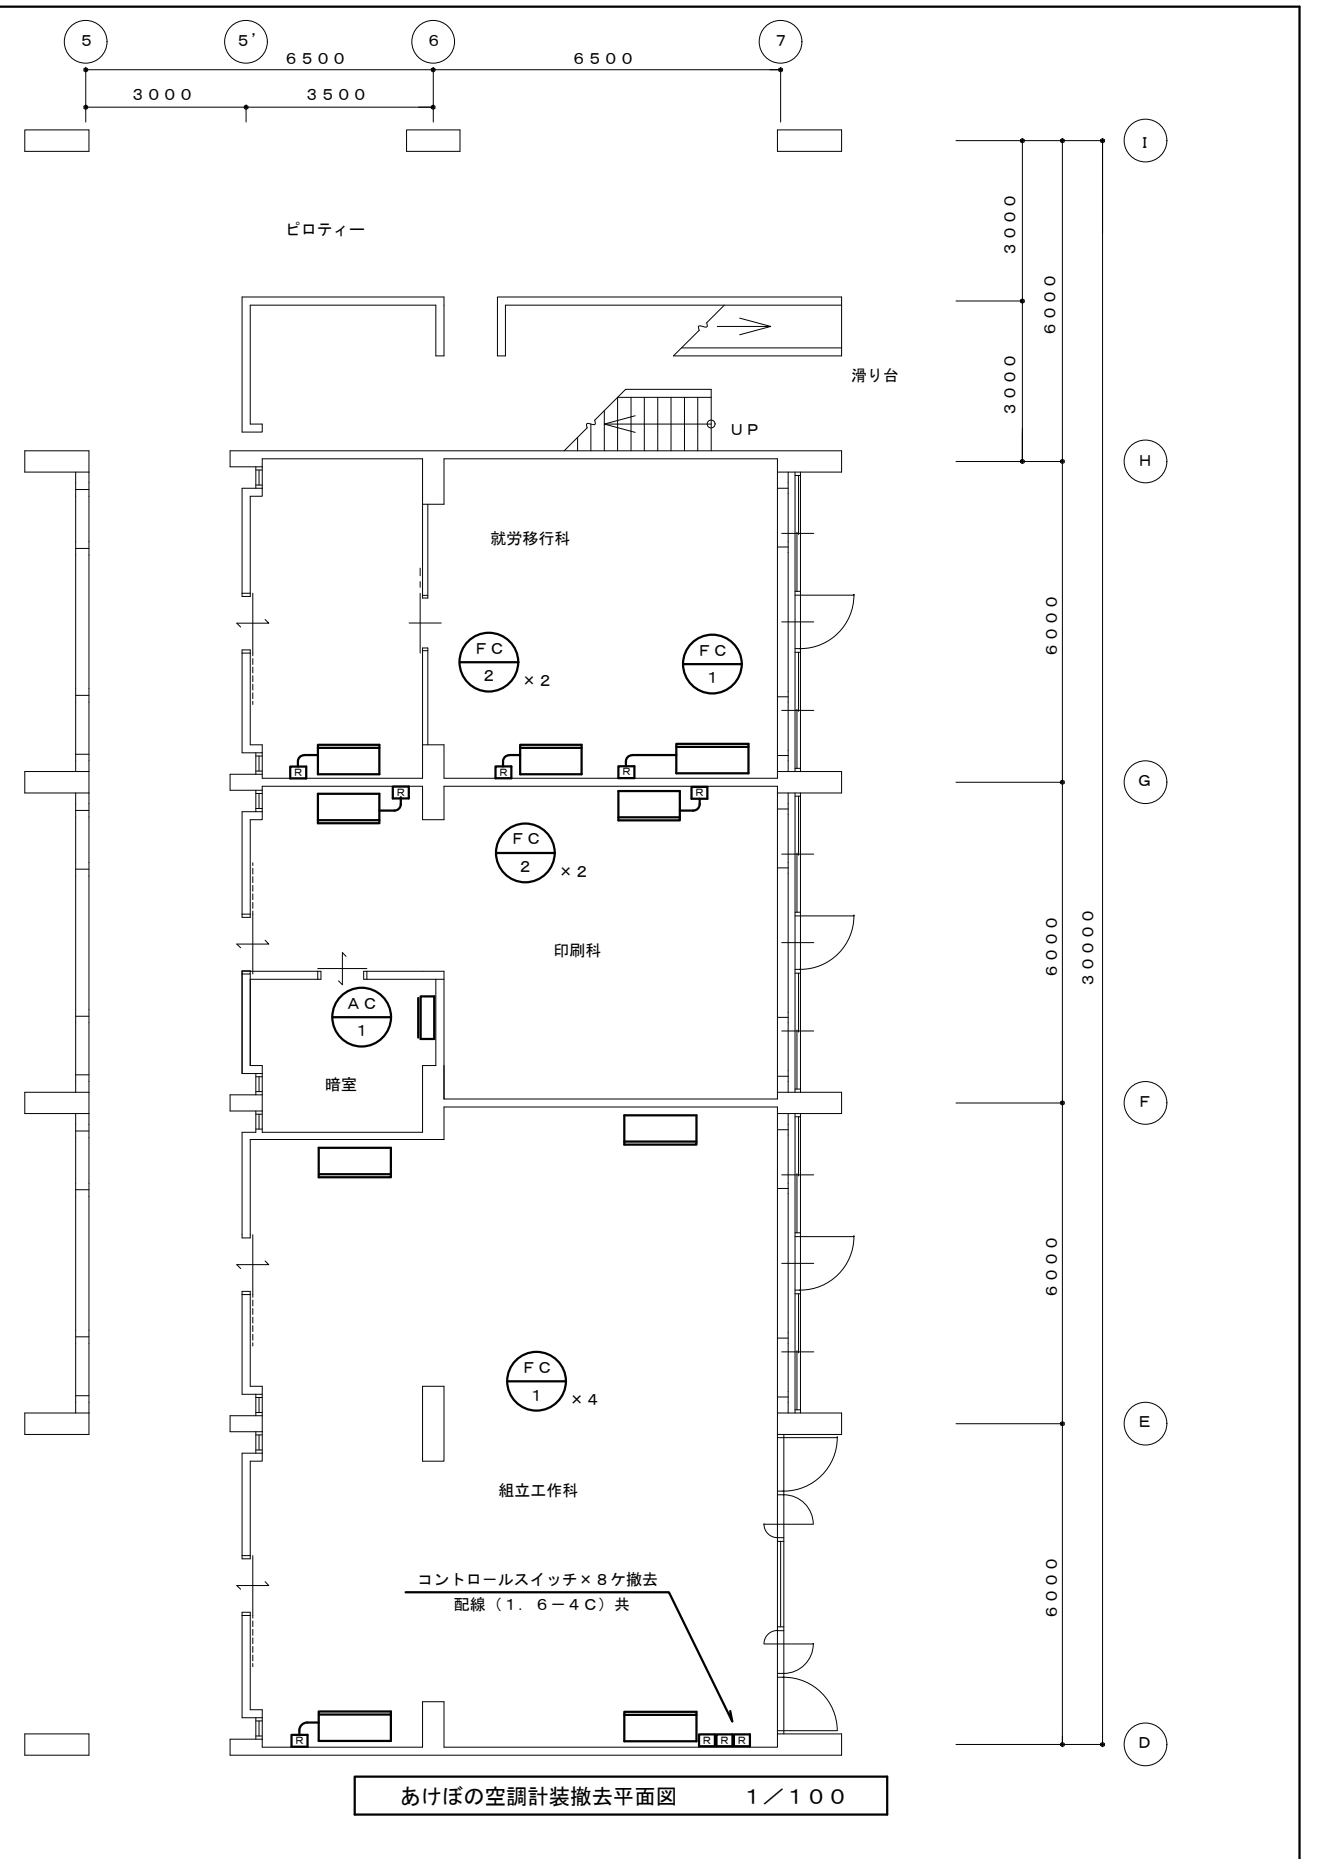 5 5' 6 7
6500 6500
3000 3500
I
ピロティー
3000
6000
3000
滑り台
UP
H
就労移行科
6000
FC
2 ×2
FC
1
R R R
G
R R
FC
2 ×2
印刷科
6000
30000
AC
1
暗室
F
6000
FC
1 ×4
E
組立工作科
コントロールスイッチ×8ケ撤去
配線(1.6-4C)共
6000
R R R R
D
あけぼの空調計装撤去平面図 1/100